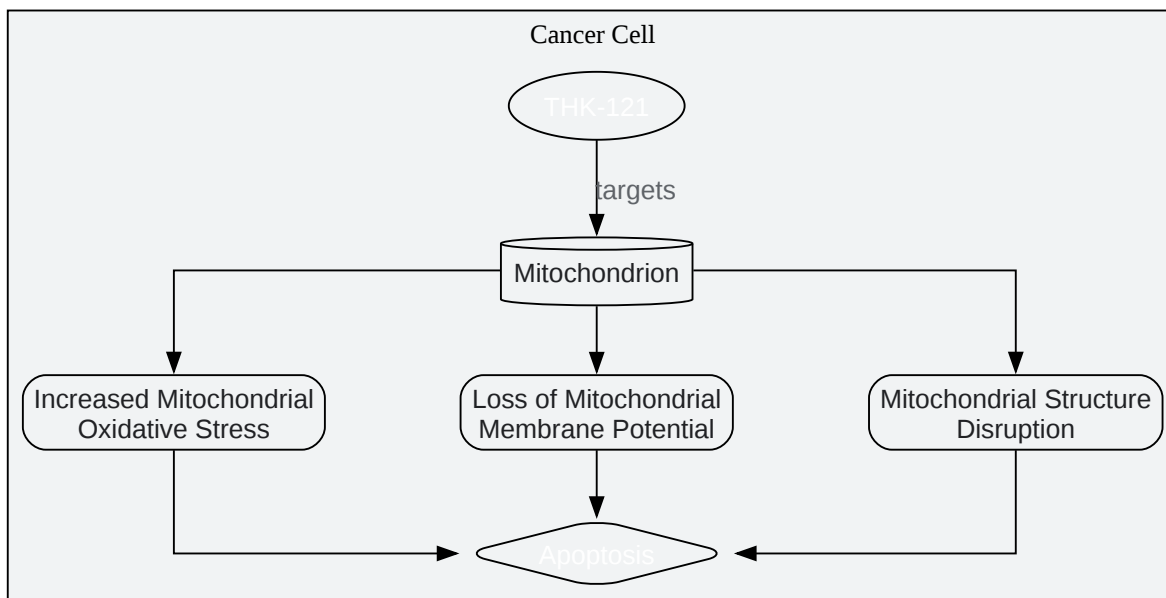 Cancer Cell
THK-121
targets
Mitochondrion
Increased Mitochondrial
Oxidative Stress
Loss of Mitochondrial
Membrane Potential
Mitochondrial Structure
Disruption
Apoptosis